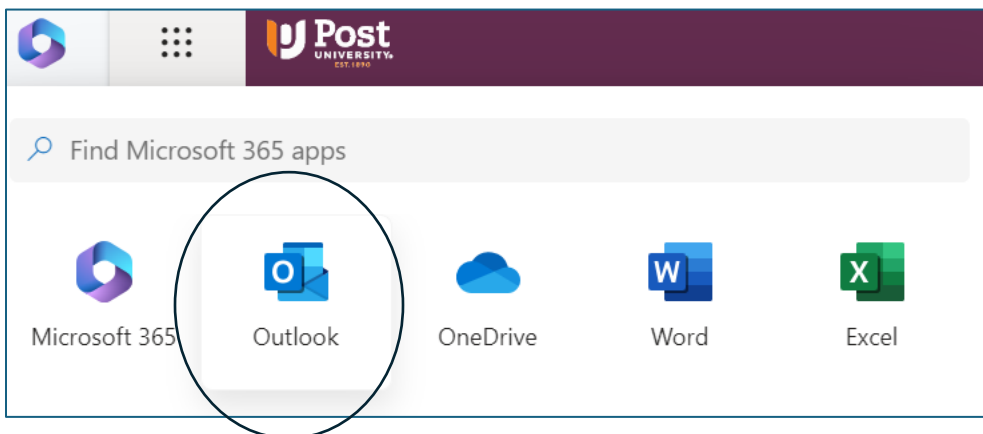 Post
UNIVERSITY.
EST. 1890
Find Microsoft 365 apps
Microsoft 365
Outlook
OneDrive
Word
Excel